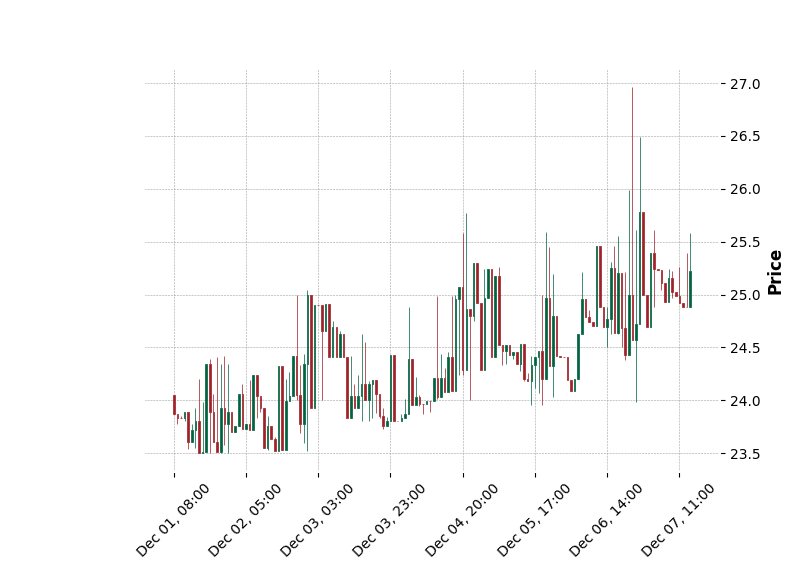 27.0
26.5
26.0
25.5
25.0
24.5
24.0
23.5
Price
Dec 01, 08:00
Dec 02, 05:00
Dec 03, 03:00
Dec 03, 23:00
Dec 04, 20:00
Dec 05, 17:00
Dec 06, 14:00
Dec 07, 11:00